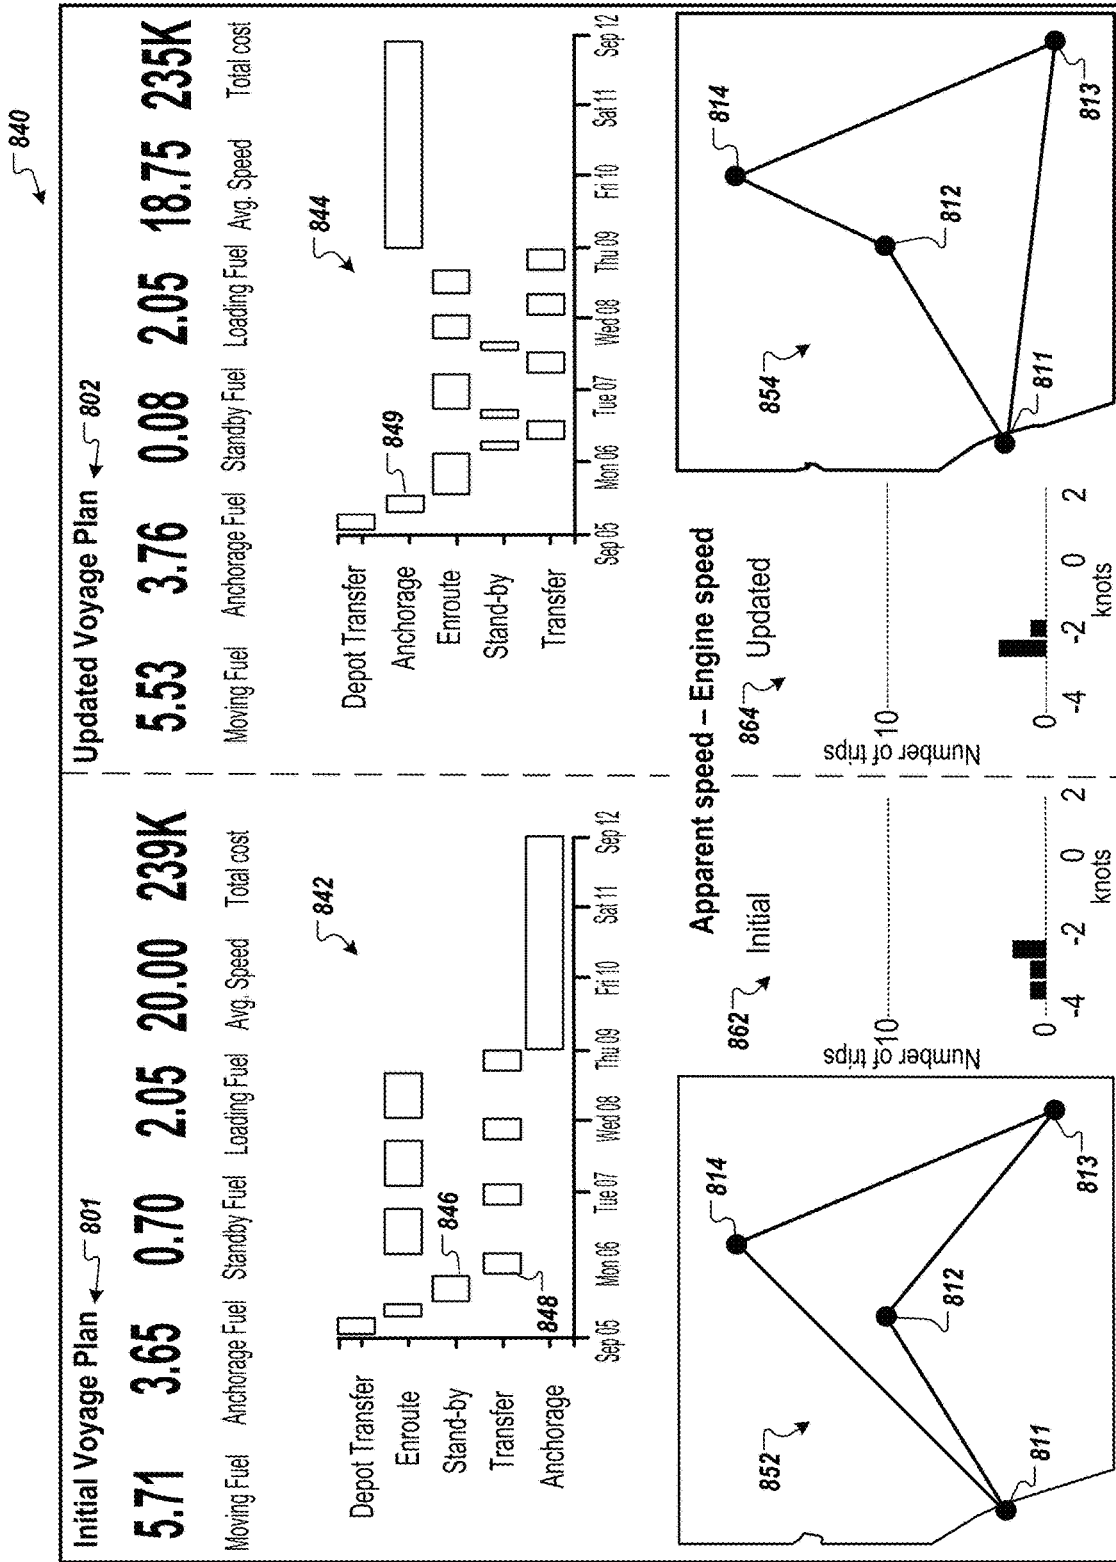 840
Initial Voyage Plan 801
5.71 3.65 0.70 2.05 20.00 239K
Moving Fuel Anchorage Fuel Standby Fuel Loading Fuel Avg. Speed Total cost
842
Depot Transfer
Enroute
Stand-by
846
Transfer
848
Anchorage
Sep 05 Mon 06 Tue 07 Wed 08 Thu 09 Fri 10 Sat 11 Sep 12
Updated Voyage Plan 802
5.53 3.76 0.08 2.05 18.75 235K
Moving Fuel Anchorage Fuel Standby Fuel Loading Fuel Avg. Speed Total cost
844
Depot Transfer
Anchorage
849
Enroute
Stand-by
Transfer
Sep 05 Mon 06 Tue 07 Wed 08 Thu 09 Fri 10 Sat 11 Sep 12
852
814
812
811
813
Apparent speed – Engine speed
862 Initial
Number of trips
10
0
-4 -2 0 2
knots
864 Updated
Number of trips
10
0
-4 -2 0 2
knots
854
814
812
811
813